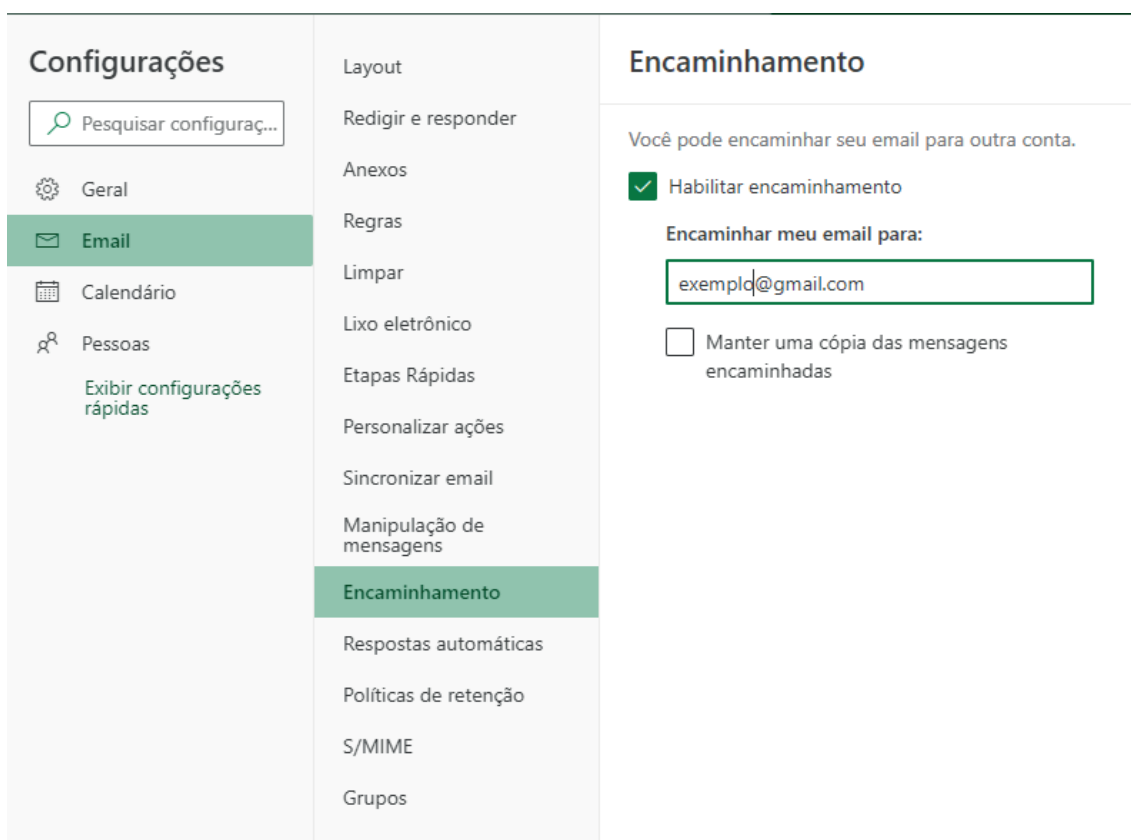 Configurações
Pesquisar configuraç...
Geral
Email
Calendário
Pessoas
Exibir configurações
rápidas
Layout
Redigir e responder
Anexos
Regras
Limpar
Lixo eletrônico
Etapas Rápidas
Personalizar ações
Sincronizar email
Manipulação de
mensagens
Encaminhamento
Respostas automáticas
Políticas de retenção
S/MIME
Grupos
Encaminhamento
Você pode encaminhar seu email para outra conta.
Habilitar encaminhamento
Encaminhar meu email para:
exemplo@gmail.com
Manter uma cópia das mensagens
encaminhadas